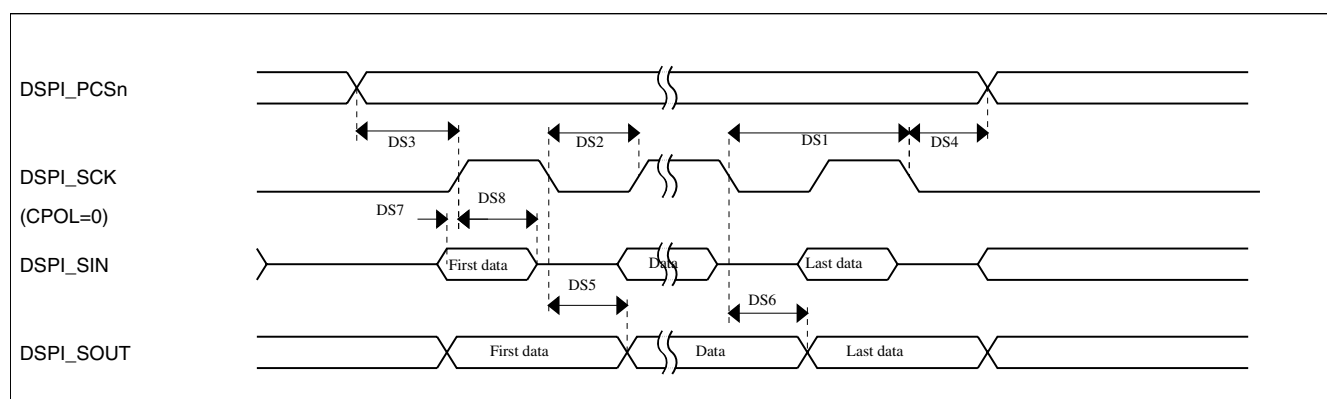 DSPI_PCSn
DS3
DS2
DS1
DS4
DSPI_SCK
(CPOL=0)
DS7
DS8
DSPI_SIN
First data
Data
Last data
DS5
DS6
DSPI_SOUT
First data
Data
Last data